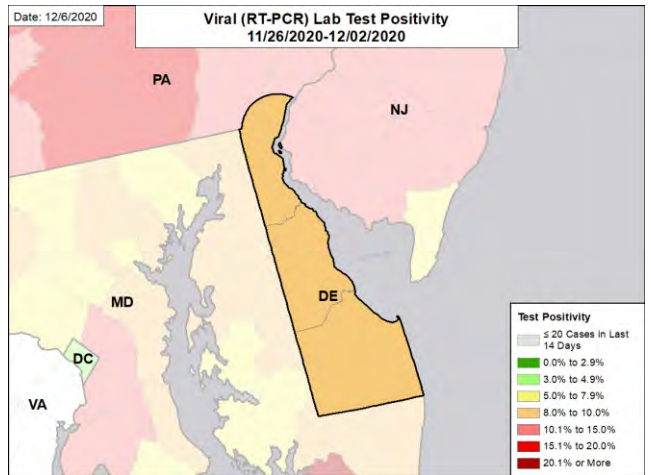 Date: 12/6/2020
Viral (RT-PCR) Lab Test Positivity
11/26/2020-12/02/2020
PA
NJ
MD
DE
DC
VA
Test Positivity
≤ 20 Cases in Last
14 Days
0.0% to 2.9%
3.0% to 4.9%
5.0% to 7.9%
8.0% to 10.0%
10.1% to 15.0%
15.1% to 20.0%
20.1% or More